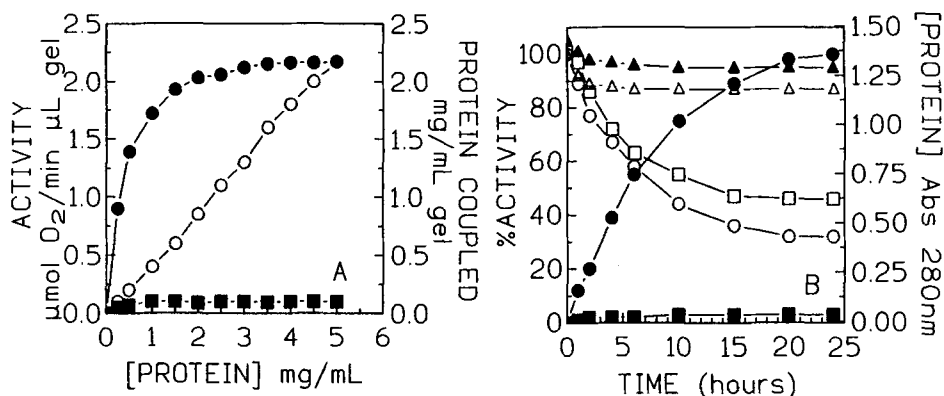 ACTIVITY
μmol O2/min μL gel
2.5
2.0
1.5
1.0
0.5
0.0
0 1 2 3 4 5 6
[PROTEIN] mg/mL
A
2.5
2.0
1.5
1.0
0.5
0.0
PROTEIN COUPLED
mg/mL gel
%ACTIVITY
100
80
60
40
20
0
0 5 10 15 20 25
TIME (hours)
B
1.50
1.25
1.00
0.75
0.50
0.25
0.00
[PROTEIN] Abs 280nm